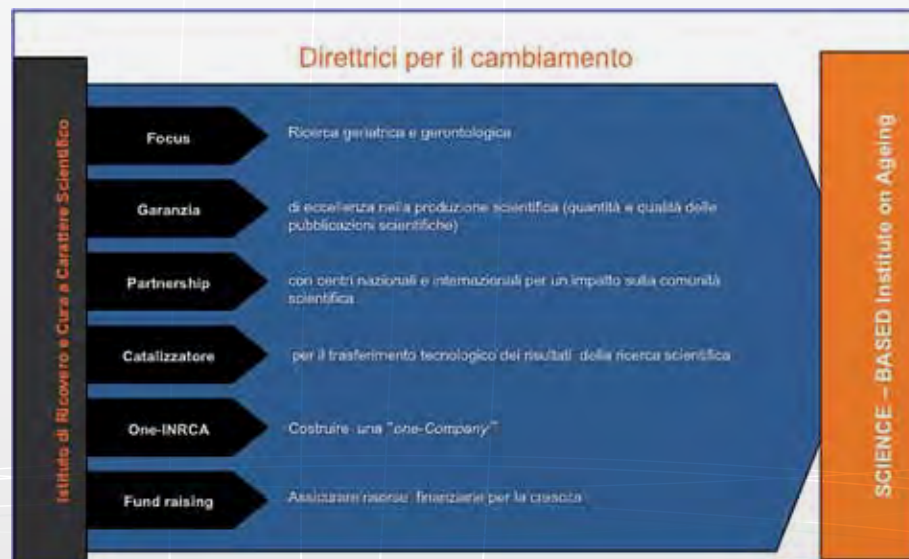 Direttrici per il cambiamento
Istituto di Ricovero e Cura a Carattere Scientifico
Focus
Ricerca geriatrica e gerontologica
Garanzia
di eccellenza nella produzione scientifica (quantità e qualità delle
pubblicazioni scientifiche)
Partnership
con centri nazionali e internazionali per un impatto sulla comunità
scientifica
Catalizzatore
per il trasferimento tecnologico dei risultati della ricerca scientifica
One-INRCA
Costruire una "one-Company"
Fund raising
Assicurare risorse finanziarie per la crescita
SCIENCE – BASED Institute on Ageing